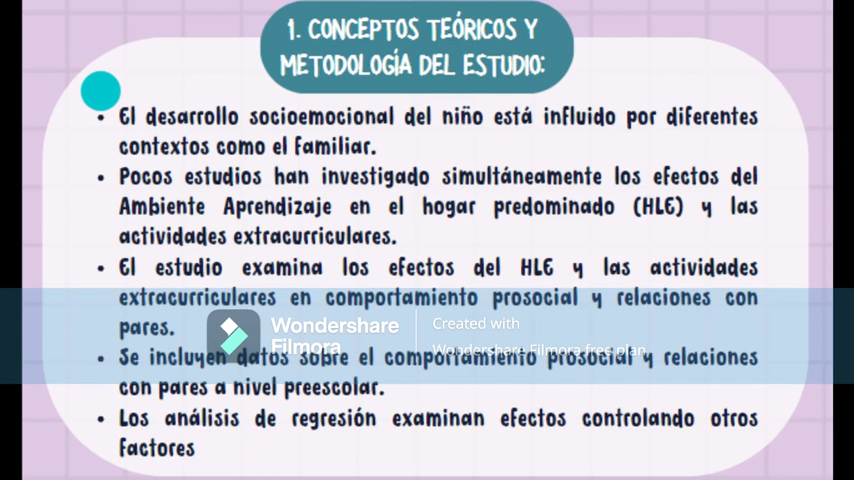 1. CONCEPTOS TEÓRICOS Y
METODOLOGÍA DEL ESTUDIO:
• El desarrollo socioemocional del niño está influido por diferentes
contextos como el familiar.
• Pocos estudios han investigado simultáneamente los efectos del
Ambiente Aprendizaje en el hogar predominado (HLE) y las
actividades extracurriculares.
• El estudio examina los efectos del HLE y las actividades
extracurriculares en comportamiento prosocial y relaciones con
pares.
Wondershare
Filmora
Created with
Wondershare Filmora free plan
• Se incluyen datos sobre el comportamiento prosocial y relaciones
con pares a nivel preescolar.
• Los análisis de regresión examinan efectos controlando otros
factores